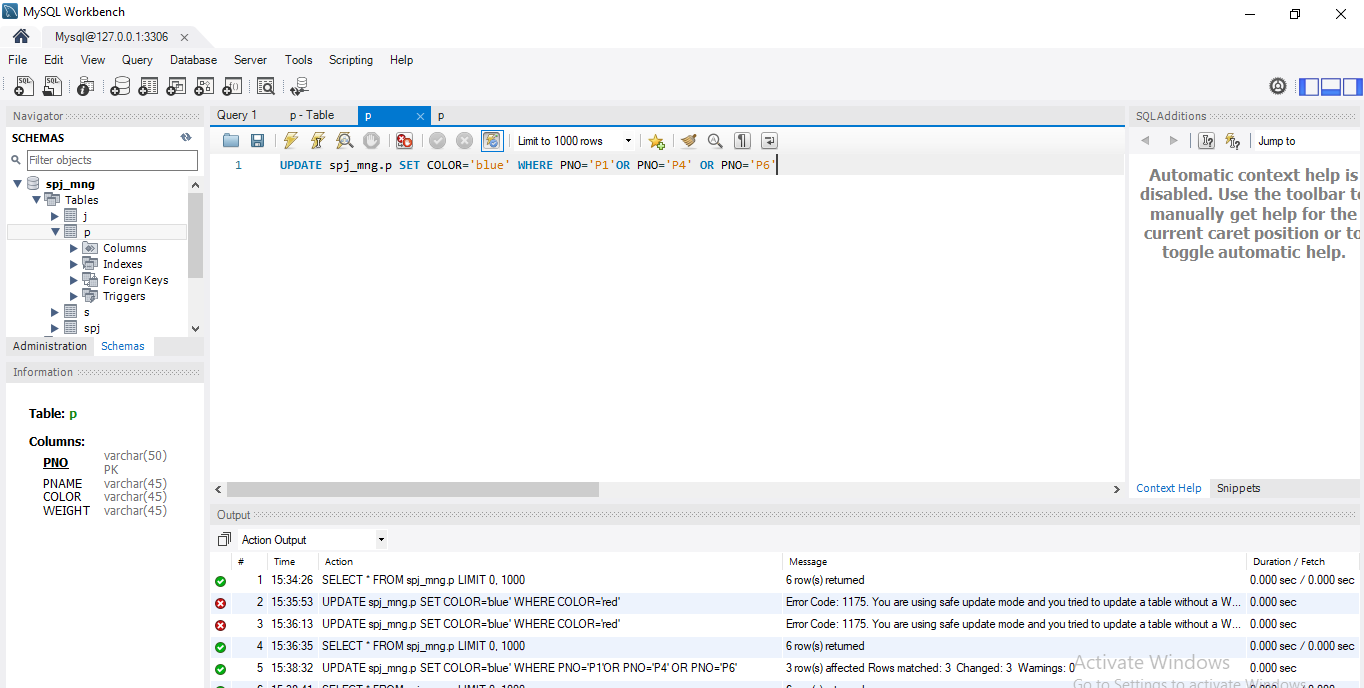 MySQL Workbench
Mysql@127.0.0.1:3306
File Edit View Query Database Server Tools Scripting Help
Navigator
SCHEMAS
Filter objects
spj_mng
Tables
j
p
Columns
Indexes
Foreign Keys
Triggers
s
spj
Administration Schemas
Information
Table: p
Columns:
PNO varchar(50)
PK
PNAME varchar(45)
COLOR varchar(45)
WEIGHT varchar(45)
Query 1 p - Table p p
Limit to 1000 rows
1 UPDATE spj_mng.p SET COLOR='blue' WHERE PNO='P1'OR PNO='P4' OR PNO='P6'
SQLAdditions
Jump to
Automatic context help is
disabled. Use the toolbar to
manually get help for the
current caret position or to
toggle automatic help.
Context Help Snippets
Output
Action Output
# Time Action Message Duration / Fetch
1 15:34:26 SELECT * FROM spj_mng.p LIMIT 0, 1000 6 row(s) returned 0.000 sec / 0.000 sec
2 15:35:53 UPDATE spj_mng.p SET COLOR='blue' WHERE COLOR='red' Error Code: 1175. You are using safe update mode and you tried to update a table without a W... 0.000 sec
3 15:36:13 UPDATE spj_mng.p SET COLOR='blue' WHERE COLOR='red' Error Code: 1175. You are using safe update mode and you tried to update a table without a W... 0.000 sec
4 15:36:35 SELECT * FROM spj_mng.p LIMIT 0, 1000 6 row(s) returned 0.000 sec / 0.000 sec
5 15:38:32 UPDATE spj_mng.p SET COLOR='blue' WHERE PNO='P1'OR PNO='P4' OR PNO='P6' 3 row(s) affected Rows matched: 3 Changed: 3 Warnings: 0 0.000 sec
Activate Windows
Go to Settings to activate Windows